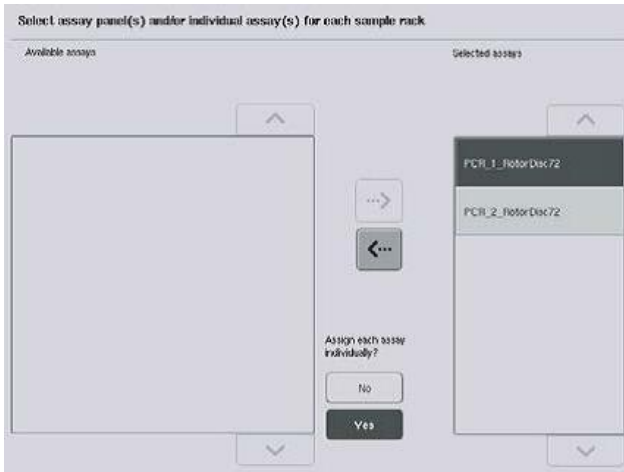 Select assay panel(s) and/or individual assay(s) for each sample rack
Available assays
Selected assays
PCR_1_RotorDisc72
PCR_2_RotorDisc72
Assign each assay
individually?
No
Yes